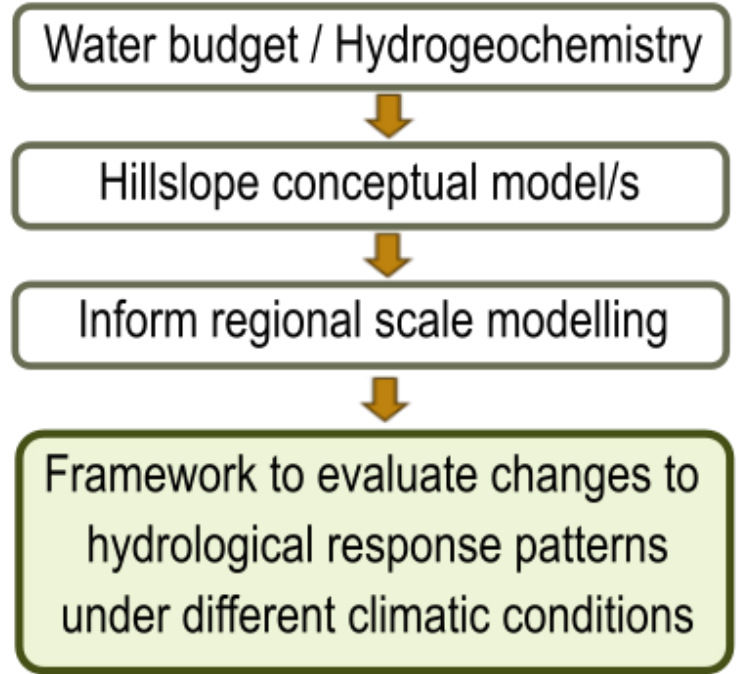 Water budget / Hydrogeochemistry
Hillslope conceptual model/s
Inform regional scale modelling
Framework to evaluate changes to
hydrological response patterns
under different climatic conditions